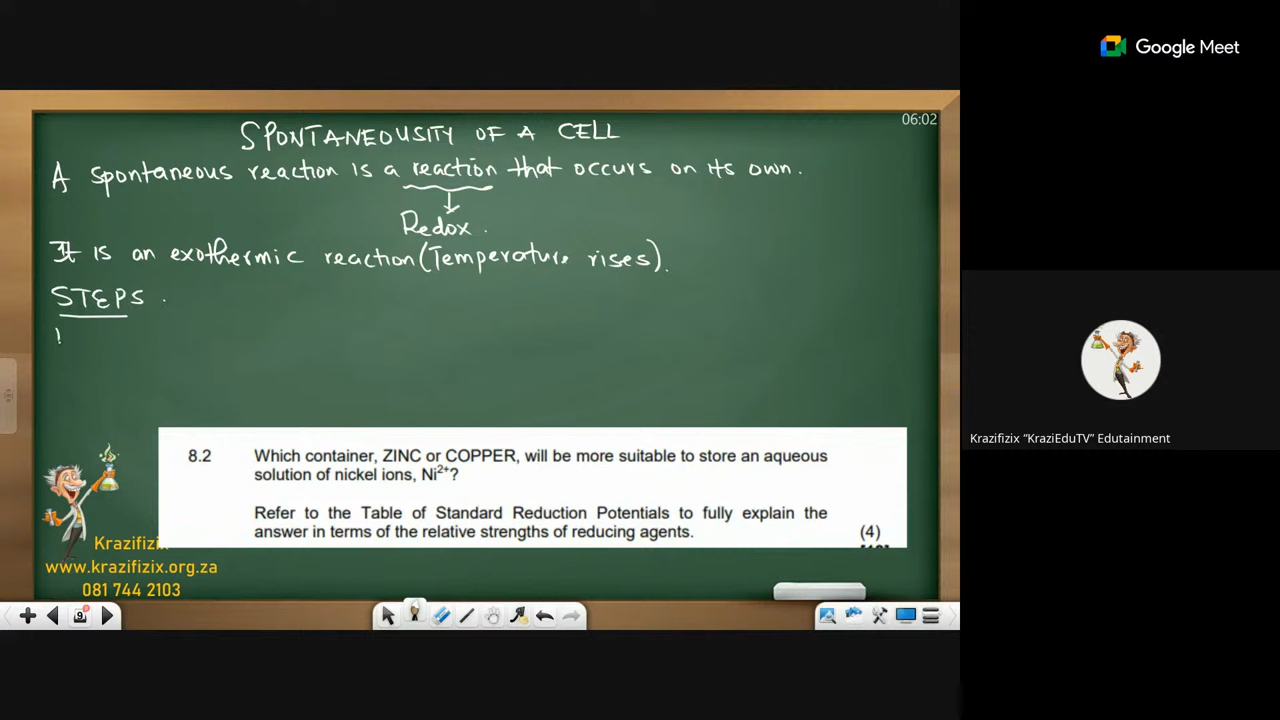 Google Meet
06:02
SPONTANEOUSITY OF A CELL
A spontaneous reaction is a reaction that occurs on its own.
Redox.
It is an exothermic reaction (Temperature rises).
STEPS.
8.2 Which container, ZINC or COPPER, will be more suitable to store an aqueous
solution of nickel ions, Ni²⁺?
Refer to the Table of Standard Reduction Potentials to fully explain the
answer in terms of the relative strengths of reducing agents. (4)
Krazifizix
www.krazifizix.org.za
081 744 2103
Krazifizix “KraziEduTV” Edutainment